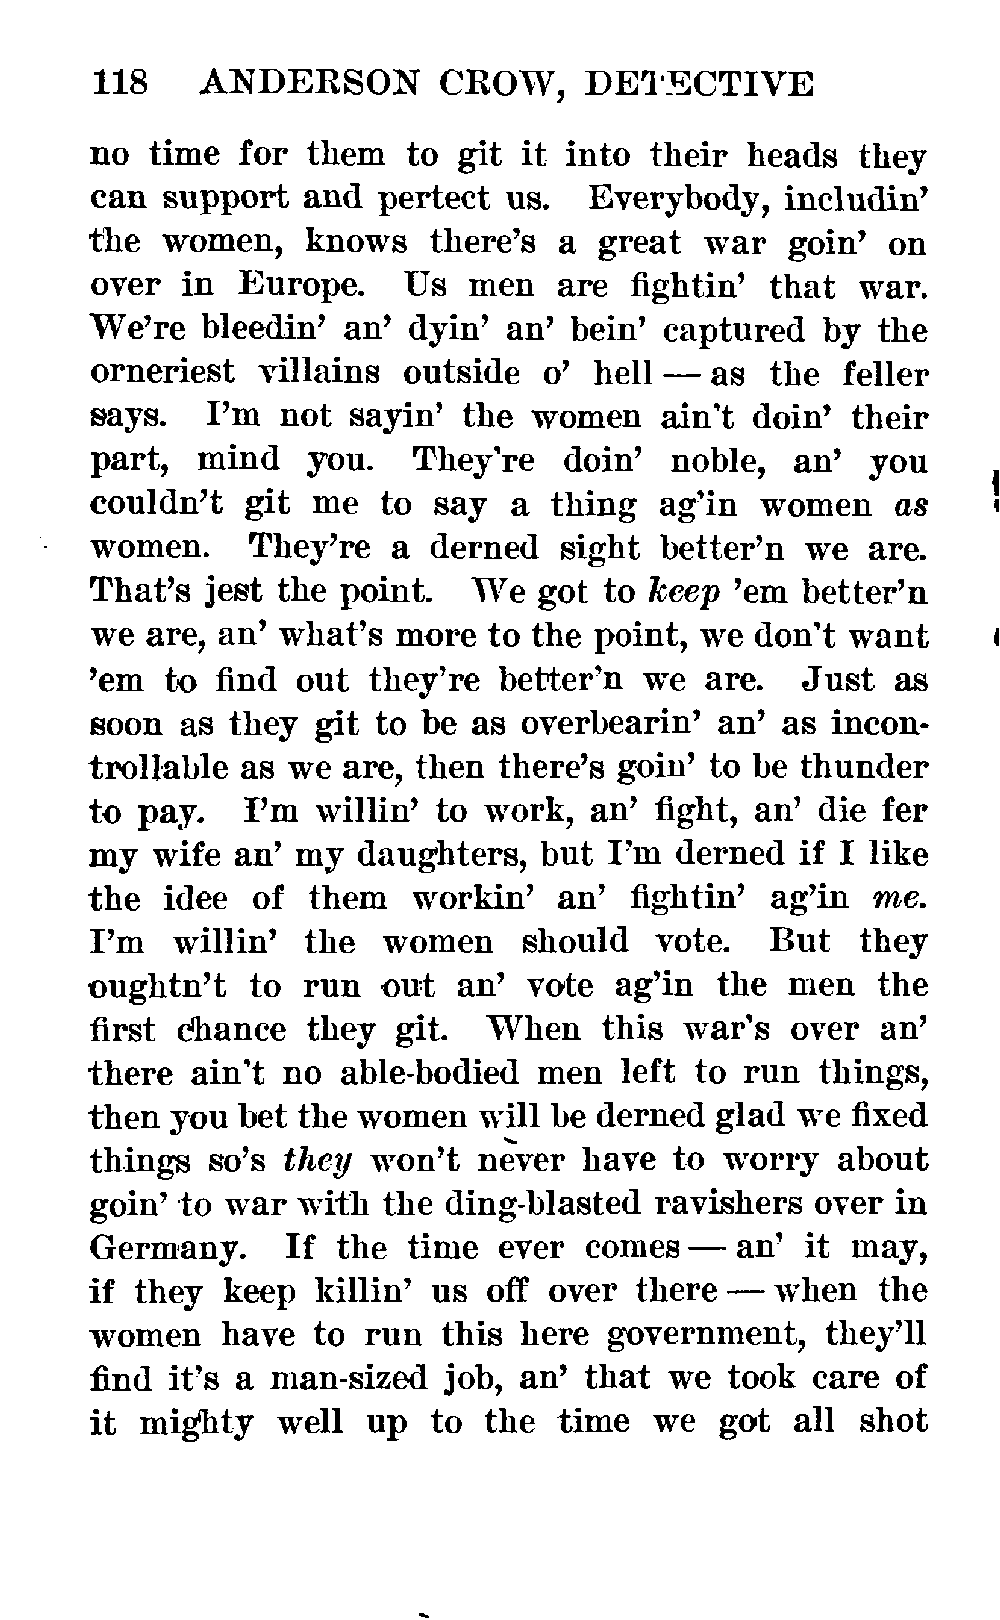 118 ANDERSON CROW, DETECTIVE
no time for them to git it into their heads they
can support and pertect us. Everybody, includin'
the women, knows there's a great war goin' on
over in Europe. Us men are fightin' that war.
We're bleedin' an' dyin' an' bein' captured by the
orneriest villains outside o' hell — as the feller
says. I'm not sayin' the women ain't doin' their
part, mind you. They're doin' noble, an' you
couldn't git me to say a thing ag'in women as
women. They're a derned sight better'n we are.
That's jest the point. We got to keep 'em better'n
we are, an' what's more to the point, we don't want
'em to find out they're better'n we are. Just as
soon as they git to be as overbearin' an' as incon-
trollable as we are, then there's goin' to be thunder
to pay. I'm willin' to work, an' fight, an' die fer
my wife an' my daughters, but I'm derned if I like
the idee of them workin' an' fightin' ag'in me.
I'm willin' the women should vote. But they
oughtn't to run out an' vote ag'in the men the
first chance they git. When this war's over an'
there ain't no able-bodied men left to run things,
then you bet the women will be derned glad we fixed
things so's they won't never have to worry about
goin' to war with the ding-blasted ravishers over in
Germany. If the time ever comes — an' it may,
if they keep killin' us off over there — when the
women have to run this here government, they'll
find it's a man-sized job, an' that we took care of
it mighty well up to the time we got all shot